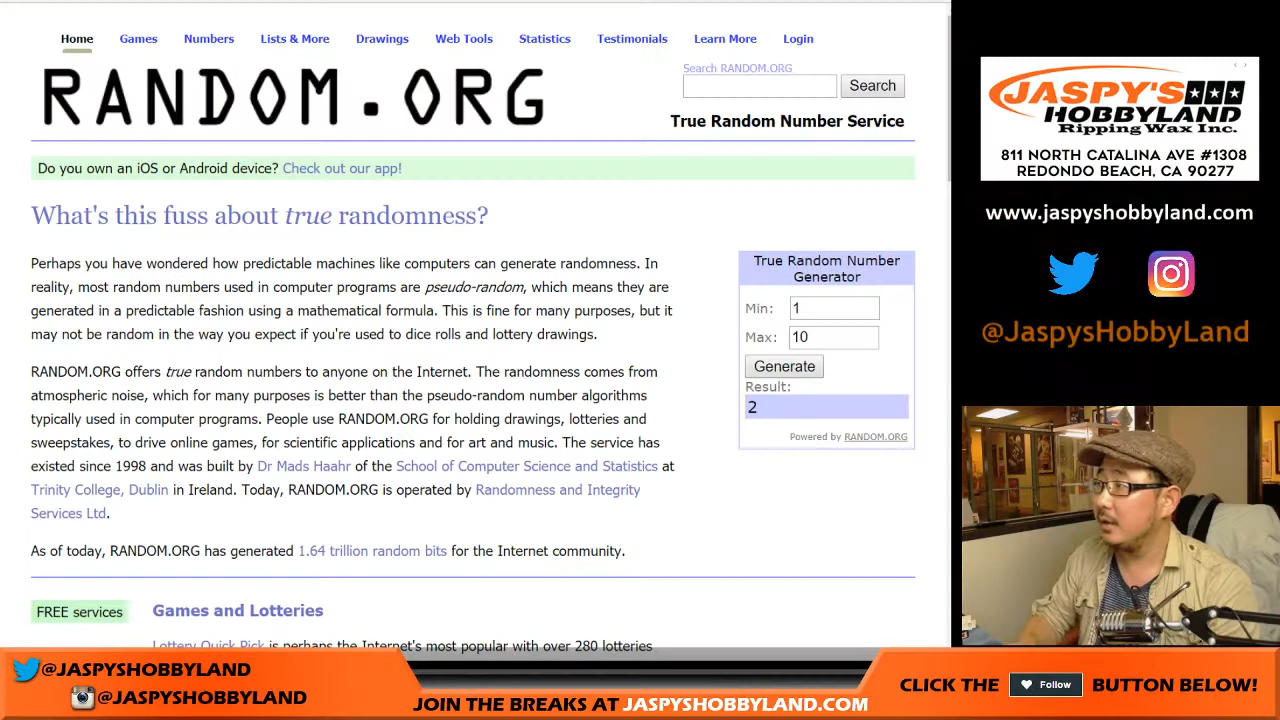 Home Games Numbers Lists & More Drawings Web Tools Statistics Testimonials Learn More Login
RANDOM.ORG
Search RANDOM.ORG
Search
True Random Number Service
Do you own an iOS or Android device? Check out our app!
What's this fuss about true randomness?
Perhaps you have wondered how predictable machines like computers can generate randomness. In
reality, most random numbers used in computer programs are pseudo-random, which means they are
generated in a predictable fashion using a mathematical formula. This is fine for many purposes, but it
may not be random in the way you expect if you're used to dice rolls and lottery drawings.
RANDOM.ORG offers true random numbers to anyone on the Internet. The randomness comes from
atmospheric noise, which for many purposes is better than the pseudo-random number algorithms
typically used in computer programs. People use RANDOM.ORG for holding drawings, lotteries and
sweepstakes, to drive online games, for scientific applications and for art and music. The service has
existed since 1998 and was built by Dr Mads Haahr of the School of Computer Science and Statistics at
Trinity College, Dublin in Ireland. Today, RANDOM.ORG is operated by Randomness and Integrity
Services Ltd.
As of today, RANDOM.ORG has generated 1.64 trillion random bits for the Internet community.
True Random Number
Generator
Min: 1
Max: 10
Generate
Result:
2
Powered by RANDOM.ORG
FREE services
Games and Lotteries
Lottery Quick Pick is perhaps the Internet's most popular with over 280 lotteries
JASPY'S
HOBBYLAND
Ripping Wax Inc.
811 NORTH CATALINA AVE #1308
REDONDO BEACH, CA 90277
www.jaspyshobbyland.com
@JaspysHobbyLand
@JASPYSHOBBYLAND
@JASPYSHOBBYLAND
JOIN THE BREAKS AT JASPYSHOBBYLAND.COM
CLICK THE Follow BUTTON BELOW!